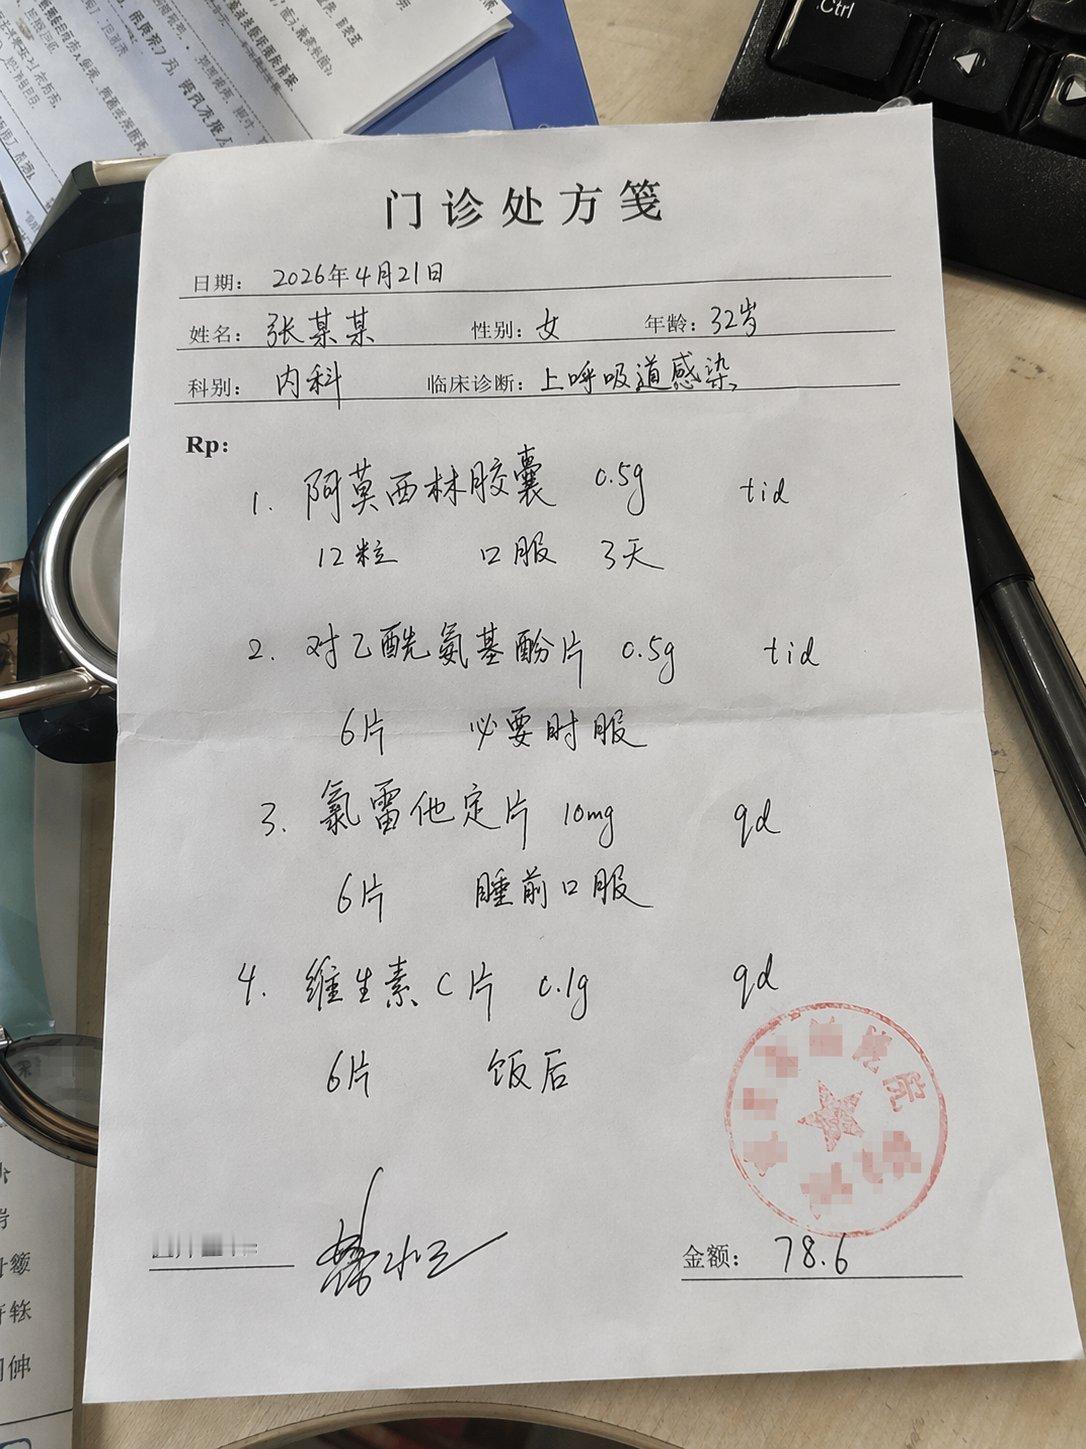 Ctrl
门诊处方笺
日期: 2026年4月21日
姓名: 张某某 性别: 女 年龄: 32岁
科别: 内科 临床诊断: 上呼吸道感染
Rp:
1. 阿莫西林胶囊 0.5g tid
12粒 口服 3天
2. 对乙酰氨基酚片 0.5g tid
6片 必要时服
3. 氯雷他定片 10mg qd
6片 睡前口服
4. 维生素C片 0.1g qd
6片 饭后
院
金额: 78.6